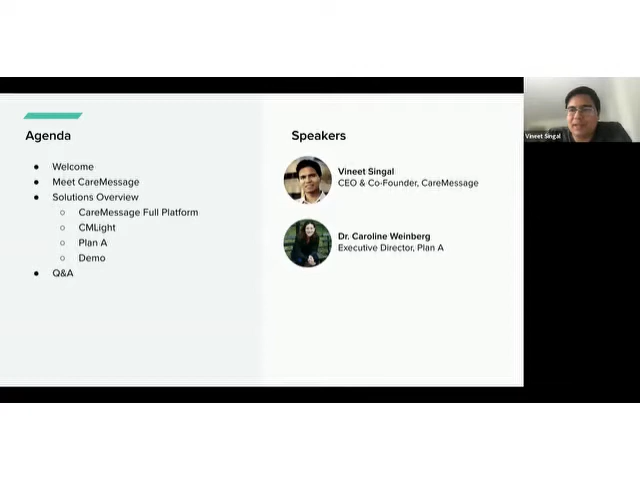 Agenda
● Welcome
● Meet CareMessage
● Solutions Overview
○ CareMessage Full Platform
○ CMLight
○ Plan A
○ Demo
● Q&A
Speakers
Vineet Singal
CEO & Co-Founder, CareMessage
Dr. Caroline Weinberg
Executive Director, Plan A
Vineet Singal